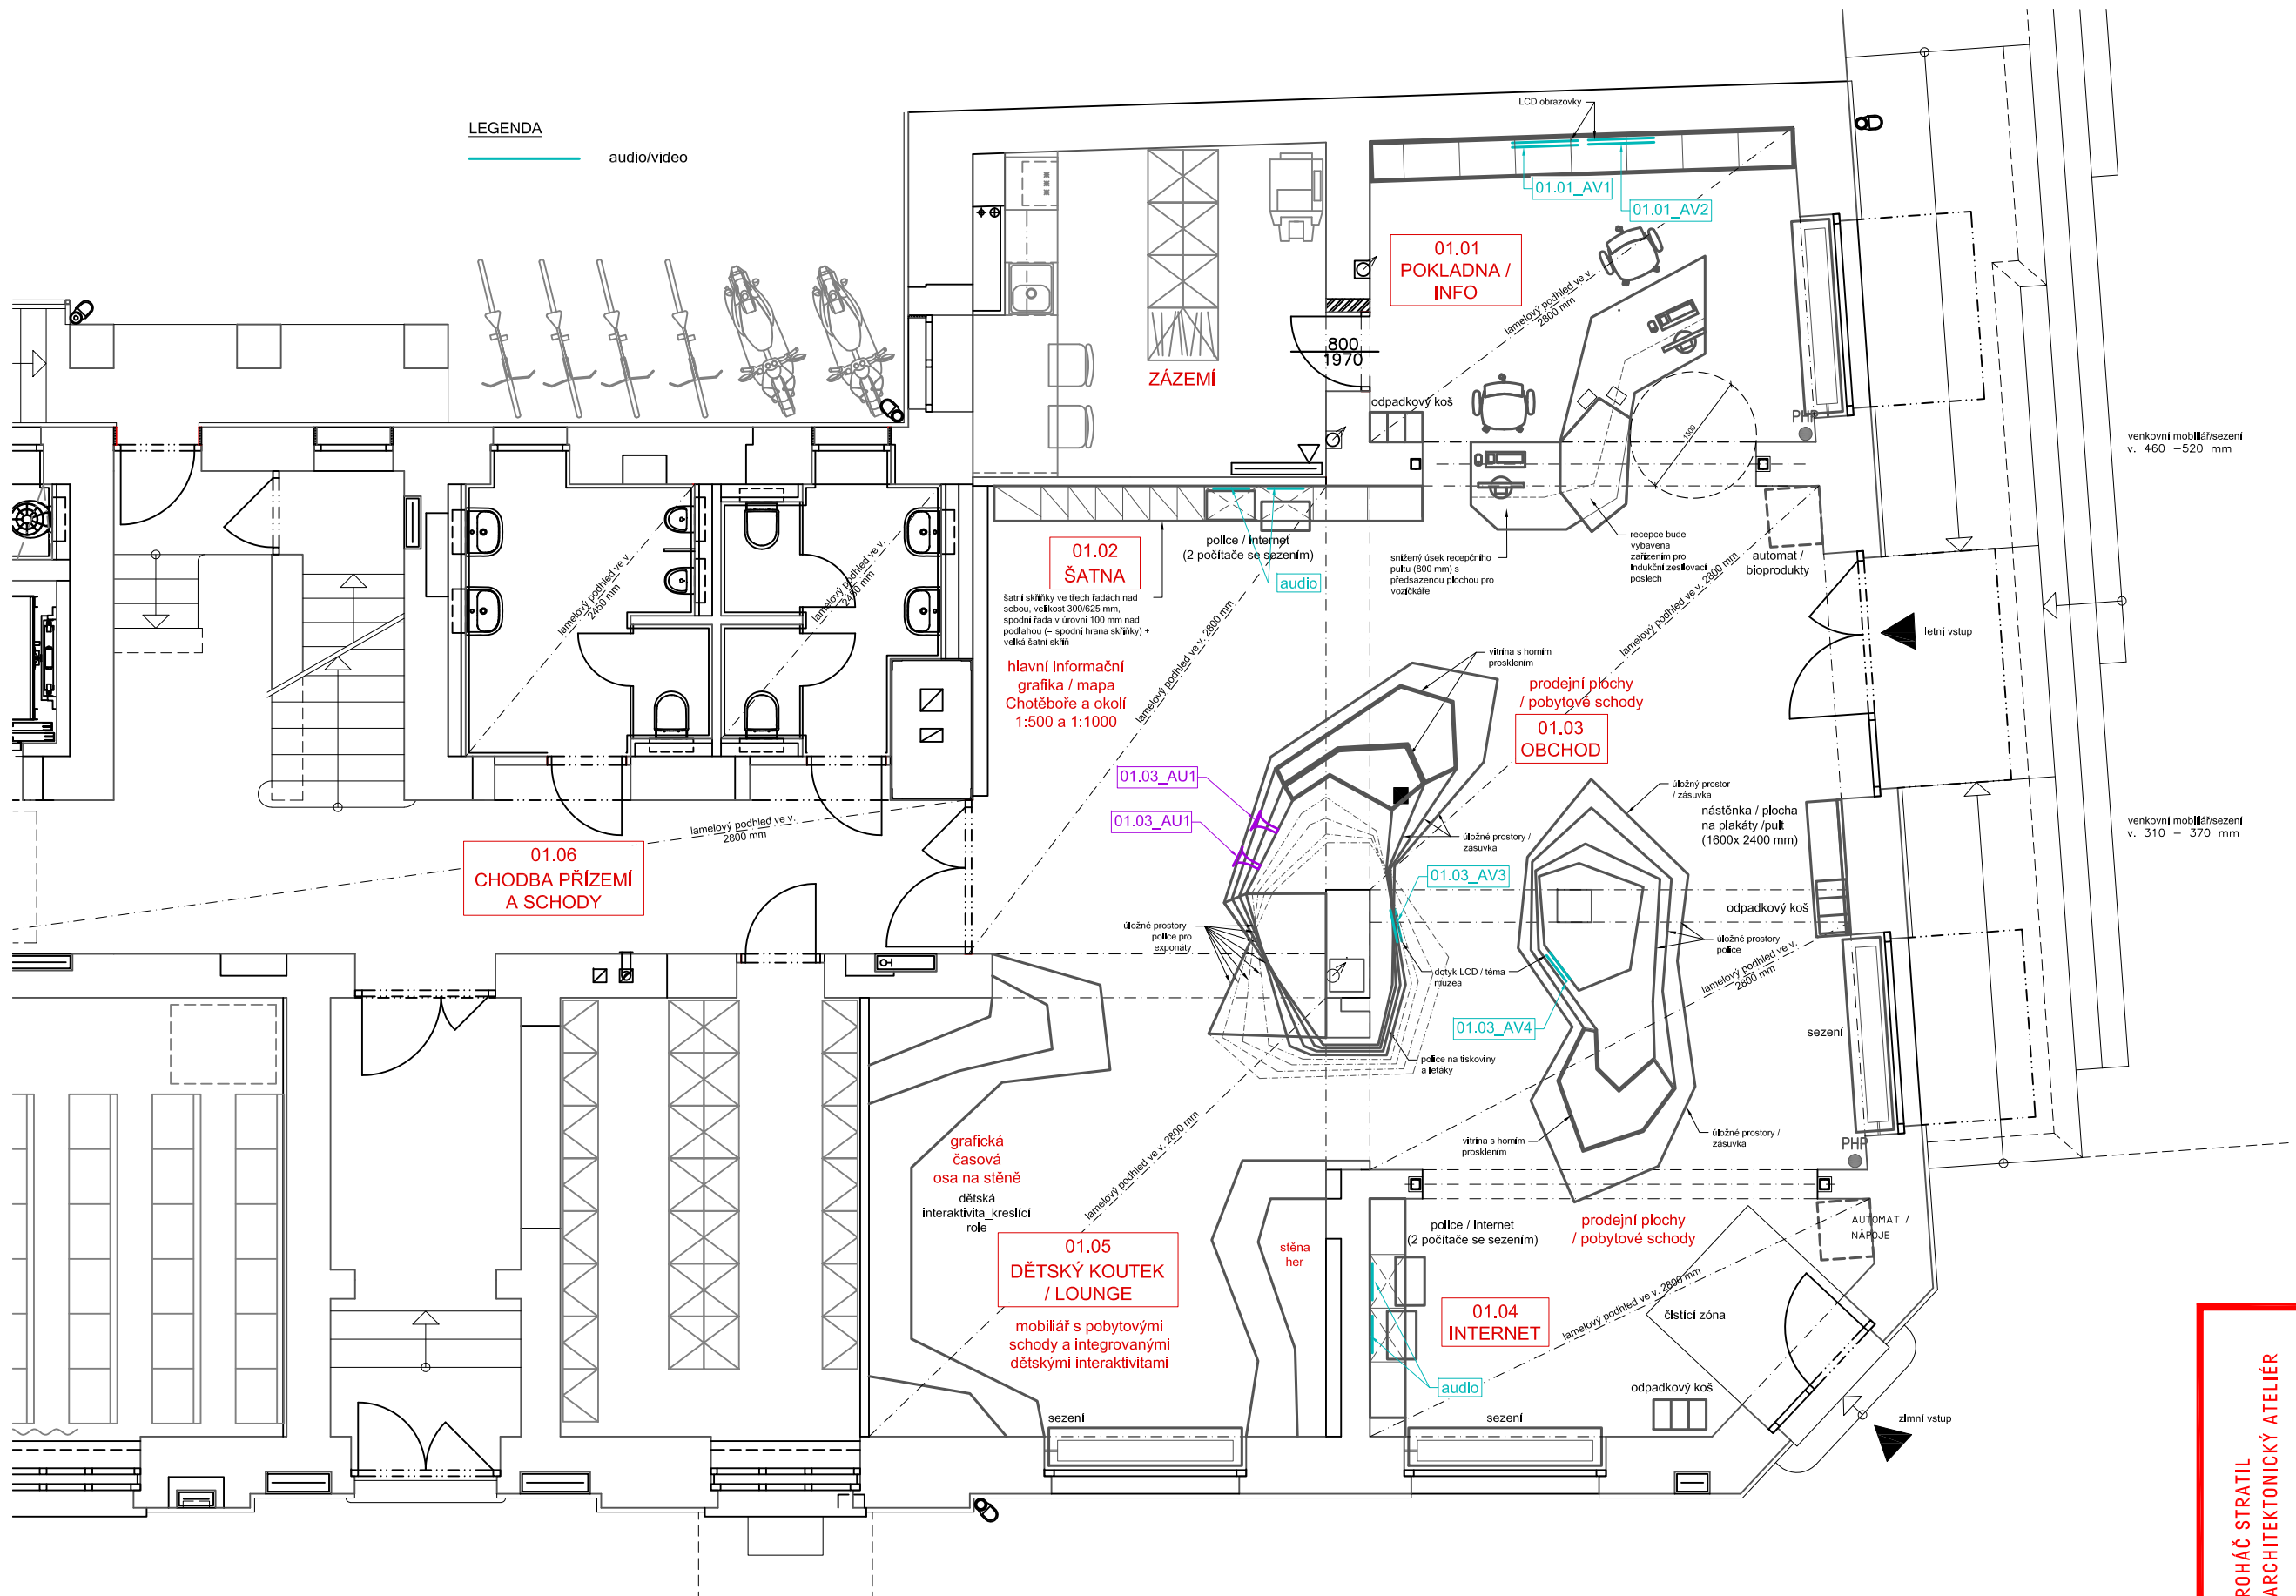 LEGENDA
audio/video
LCD obrazovky
01.01_AV1
01.01_AV2
01.01
POKLADNA /
INFO
lamelový podhled ve v.
2800 mm
800
1970
ZÁZEMÍ
odpadkový koš
PHP
1500
venkovní mobiliář/sezení
v. 460 –520 mm
01.02
ŠATNA
police / internet
(2 počítače se sezením)
audio
šatní skříňky ve třech řadách nad
sebou, velikost 300/625 mm,
spodní řada v úrovni 100 mm nad
podlahou (= spodní hrana skříňky) +
velká šatní skříň
snížený úsek recepčního
pultu (800 mm) s
předsazenou plochou pro
vozíčkáře
recepce bude
vybavena
zařízením pro
indukční zesilovací
poslech
automat /
bioprodukty
lamelový podhled ve v.
2450 mm
lamelový podhled ve v.
2450 mm
lamelový podhled ve v. 2800 mm
lamelový podhled ve v. 2800 mm
letní vstup
hlavní informační
grafika / mapa
Chotěboře a okolí
1:500 a 1:1000
vitrína s horním
prosklením
prodejní plochy
/ pobytové schody
01.03
OBCHOD
01.03_AU1
01.03_AU1
úložný prostor
/ zásuvka
nástěnka / plocha
na plakáty /pult
(1600x 2400 mm)
venkovní mobiliář/sezení
v. 310 – 370 mm
lamelový podhled ve v.
2800 mm
01.06
CHODBA PŘÍZEMÍ
A SCHODY
úložné prostory /
zásuvka
01.03_AV3
odpadkový koš
úložné prostory -
police pro
exponáty
úložné prostory -
police
dotyk LCD / téma
muzea
lamelový podhled ve v.
2800 mm
01.03_AV4
sezení
police na tiskoviny
a letáky
lamelový podhled ve v. 2800 mm
grafická
časová
osa na stěně
dětská
interaktivita_kreslící
role
vitrína s horním
prosklením
úložné prostory /
zásuvka
PHP
01.05
DĚTSKÝ KOUTEK
/ LOUNGE
stěna
her
police / internet
(2 počítače se sezením)
prodejní plochy
/ pobytové schody
AUTOMAT /
NÁPOJE
mobiliář s pobytovými
schody a integrovanými
dětskými interaktivitami
01.04
INTERNET
lamelový podhled ve v. 2800 mm
čistící zóna
audio
odpadkový koš
sezení
sezení
zimní vstup
ROHÁČ STRATIL
ARCHITEKTONICKÝ ATELIÉR